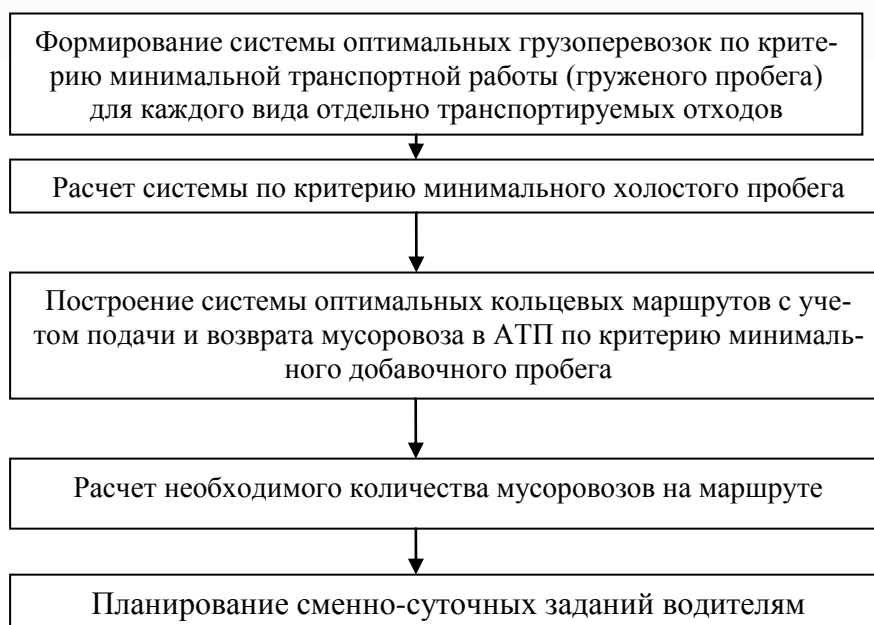 Формирование системы оптимальных грузоперевозок по крите-
рию минимальной транспортной работы (груженого пробега)
для каждого вида отдельно транспортируемых отходов
Расчет системы по критерию минимального холостого пробега
Построение системы оптимальных кольцевых маршрутов с уче-
том подачи и возврата мусоровоза в АТП по критерию минималь-
ного добавочного пробега
Расчет необходимого количества мусоровозов на маршруте
Планирование сменно-суточных заданий водителям